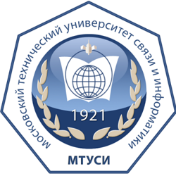 МОСКОВСКИЙ ТЕХНИЧЕСКИЙ УНИВЕРСИТЕТ СВЯЗИ И ИНФОРМАТИКИ
1921
МТУСИ